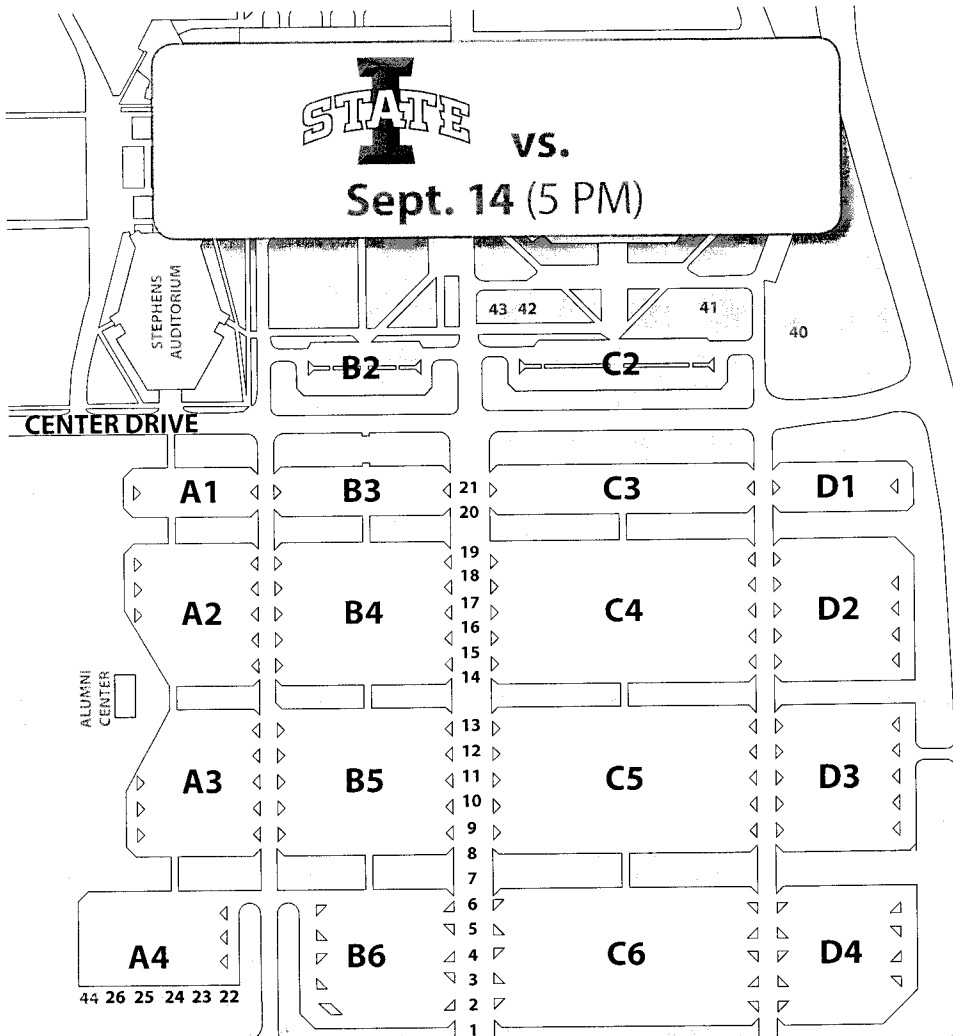 STATE
I
vs.
Sept. 14 (5 PM)
STEPHENS
AUDITORIUM
43 42
41
40
B2
C2
CENTER DRIVE
A1
B3
21
C3
D1
20
19
18
A2
B4
17
C4
D2
16
15
14
ALUMNI
CENTER
13
12
A3
B5
11
C5
D3
10
9
8
7
6
5
A4
B6
4
C6
D4
3
44 26 25 24 23 22
2
1